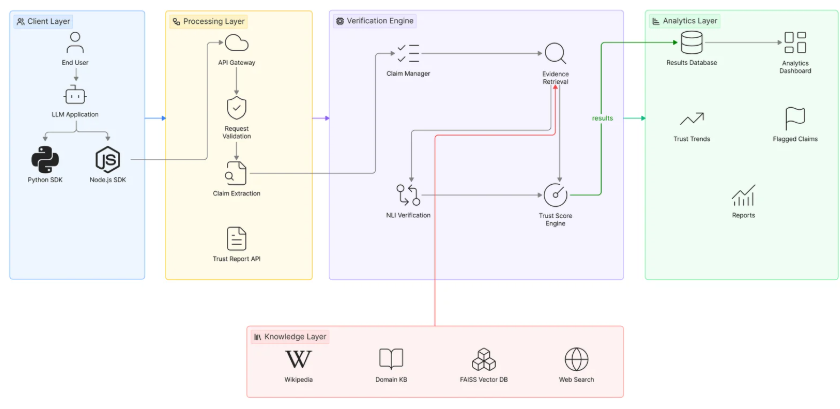 Client Layer
End User
LLM Application
Python SDK
JS
Node.js SDK
Processing Layer
API Gateway
Request
Validation
Claim Extraction
Trust Report API
Verification Engine
Claim Manager
Evidence
Retrieval
NLI Verification
Trust Score
Engine
results
Analytics Layer
Results Database
Analytics
Dashboard
Trust Trends
Flagged Claims
Reports
Knowledge Layer
W
Wikipedia
Domain KB
FAISS Vector DB
Web Search